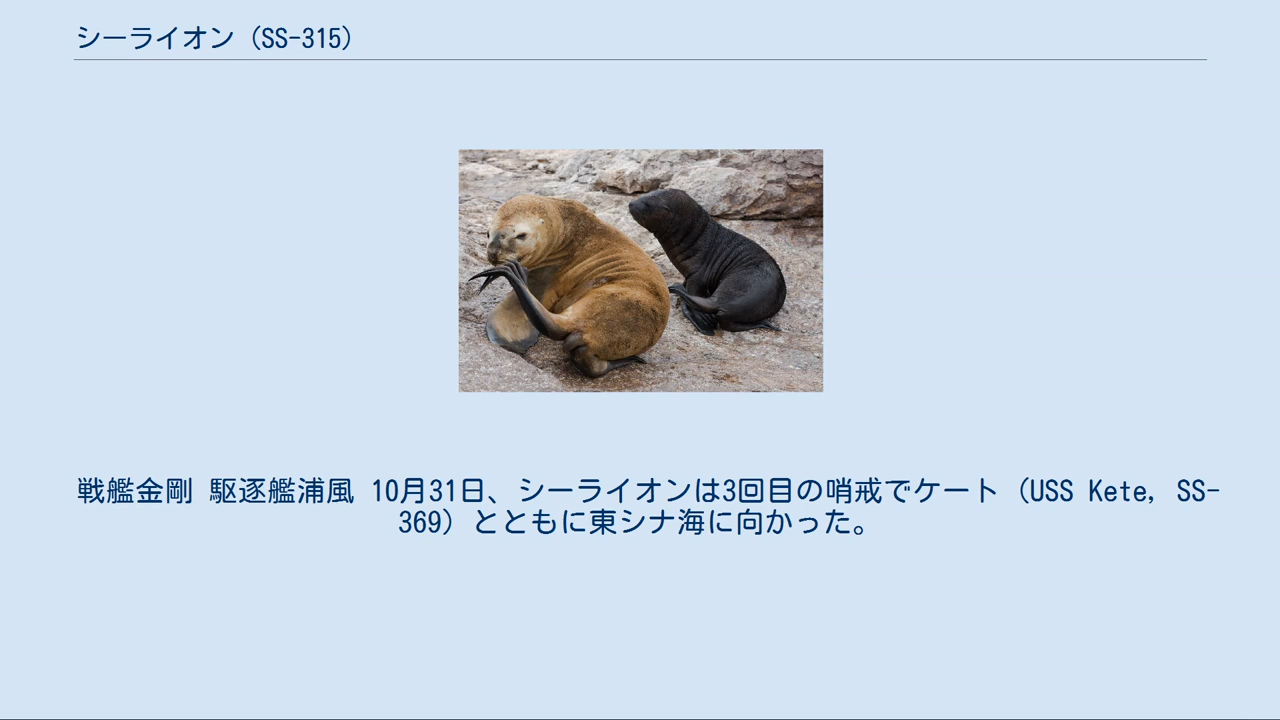 シーライオン（SS-315）
戦艦金剛 駆逐艦浦風 10月31日、シーライオンは3回目の哨戒でケート（USS Kete, SS-
369）とともに東シナ海に向かった。